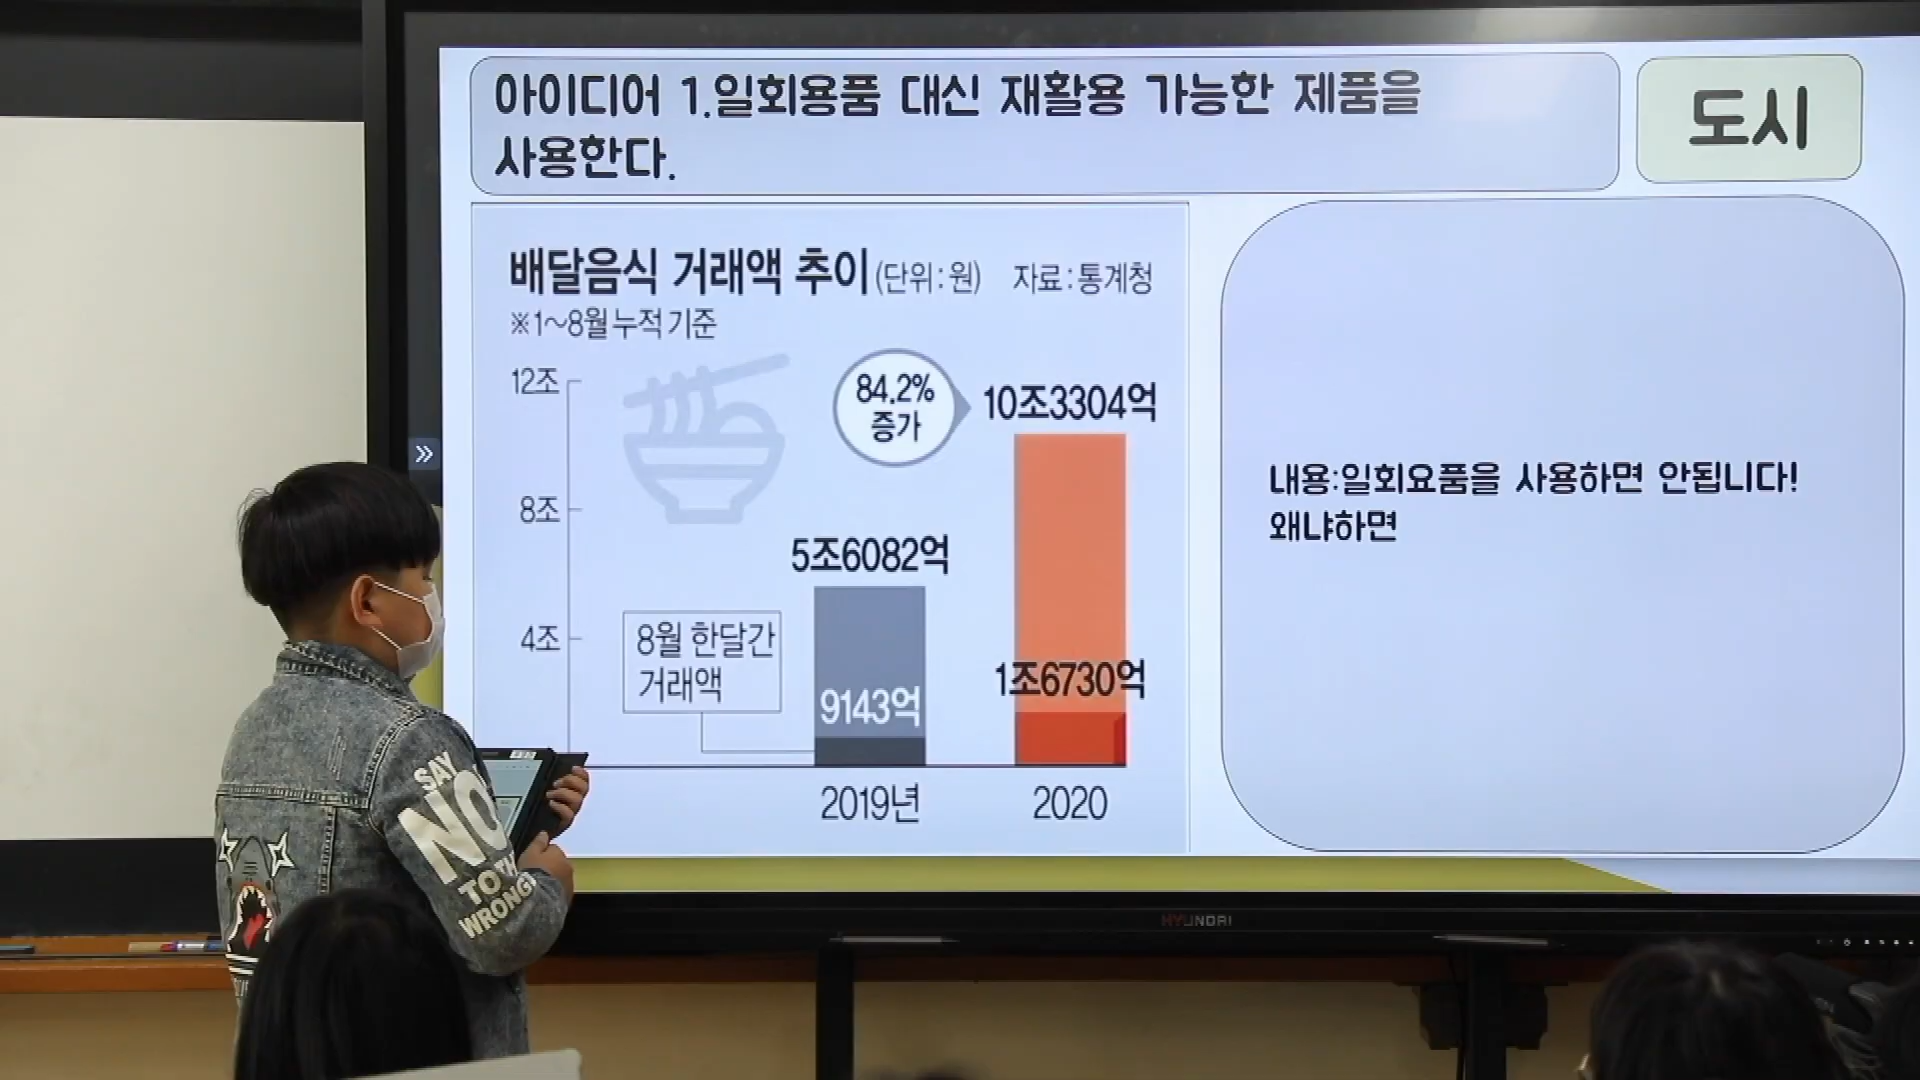 아이디어 1.일회용품 대신 재활용 가능한 제품을
사용한다.
도시
배달음식 거래액 추이 (단위:원) 자료:통계청
※1~8월 누적 기준
12조
8조
4조
84.2%
증가
10조3304억
5조6082억
8월 한달간
거래액
9143억
1조6730억
2019년
2020
내용:일회요품을 사용하면 안됩니다!
왜냐하면
SAY
NO
TO TH
WRONG
HYUNDAI